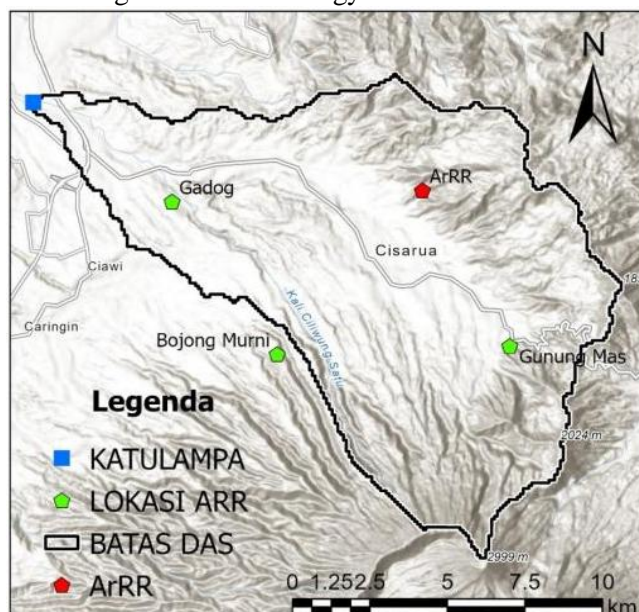 N
ArRR
Gadog
Cisarua
Ciawi
Caringin
Kali Ciliwung
Bojong Murni
Gunung Mas
2024 m
2999 m
Legenda
KATULAMPA
LOKASI ARR
BATAS DAS
ArRR
0 1.25 2.5 5 7.5 10
km